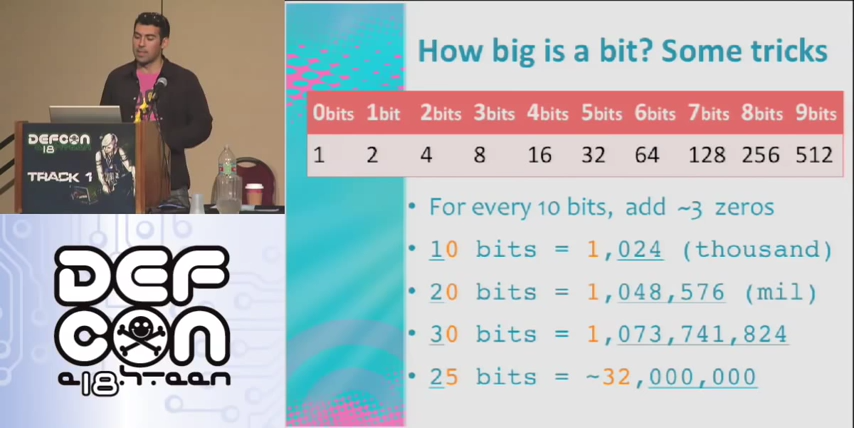 DEFCON
18
TRACK 1
DEF
CON
e18hteen
How big is a bit? Some tricks
0bits 1bit 2bits 3bits 4bits 5bits 6bits 7bits 8bits 9bits
1 2 4 8 16 32 64 128 256 512
• For every 10 bits, add ~3 zeros
• 10 bits = 1,024 (thousand)
• 20 bits = 1,048,576 (mil)
• 30 bits = 1,073,741,824
• 25 bits = ~32,000,000